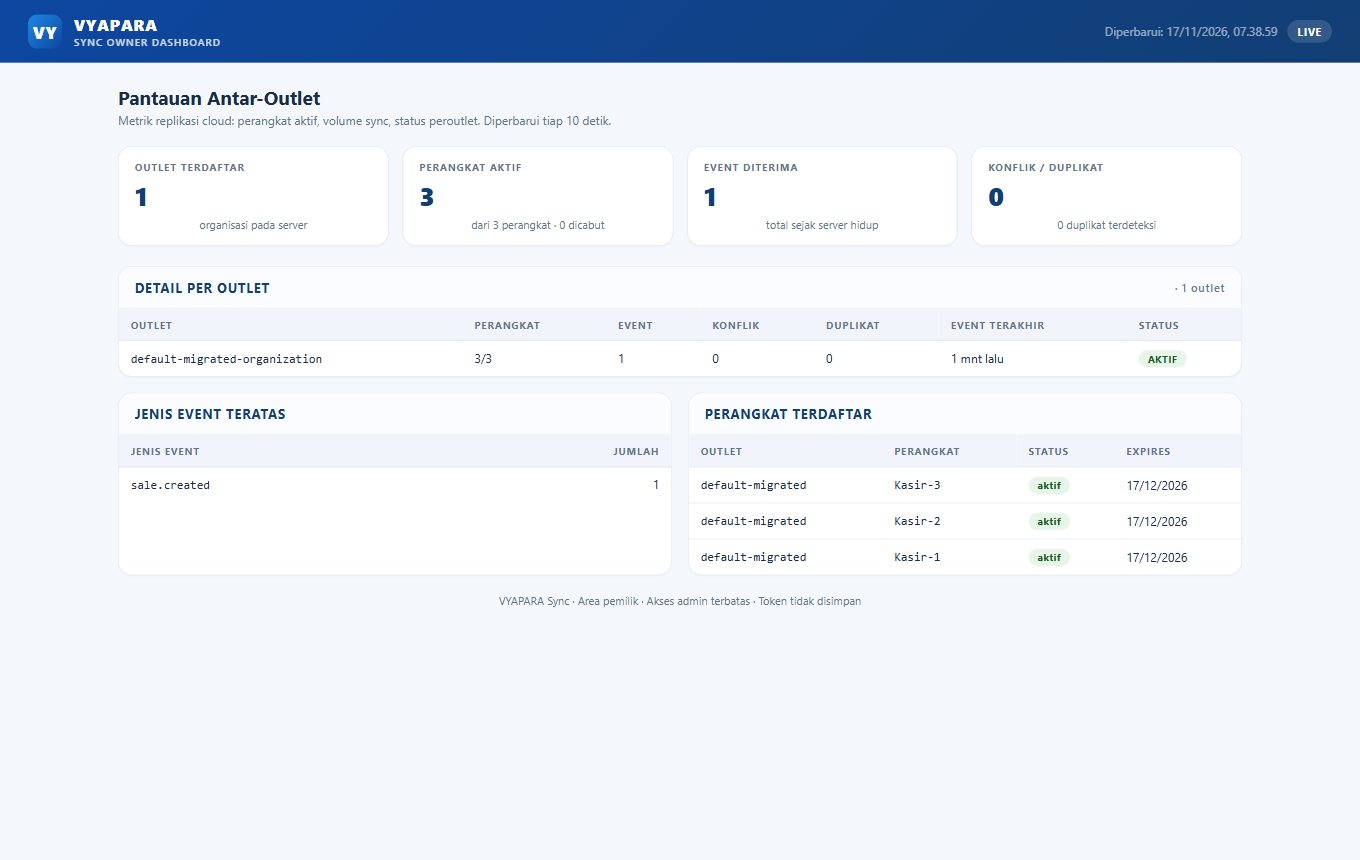 VY
VYAPARA
SYNC OWNER DASHBOARD
Diperbarui: 17/11/2026, 07.38.59
LIVE
Pantauan Antar-Outlet
Metrik replikasi cloud: perangkat aktif, volume sync, status peroutlet. Diperbarui tiap 10 detik.
OUTLET TERDAFTAR
1
organisasi pada server
PERANGKAT AKTIF
3
dari 3 perangkat · 0 dicabut
EVENT DITERIMA
1
total sejak server hidup
KONFLIK / DUPLIKAT
0
0 duplikat terdeteksi
DETAIL PER OUTLET
· 1 outlet
OUTLET PERANGKAT EVENT KONFLIK DUPLIKAT EVENT TERAKHIR STATUS
default-migrated-organization 3/3 1 0 0 1 mnt lalu AKTIF
JENIS EVENT TERATAS
JENIS EVENT JUMLAH
sale.created 1
PERANGKAT TERDAFTAR
OUTLET PERANGKAT STATUS EXPIRES
default-migrated Kasir-3 aktif 17/12/2026
default-migrated Kasir-2 aktif 17/12/2026
default-migrated Kasir-1 aktif 17/12/2026
VYAPARA Sync · Area pemilik · Akses admin terbatas · Token tidak disimpan